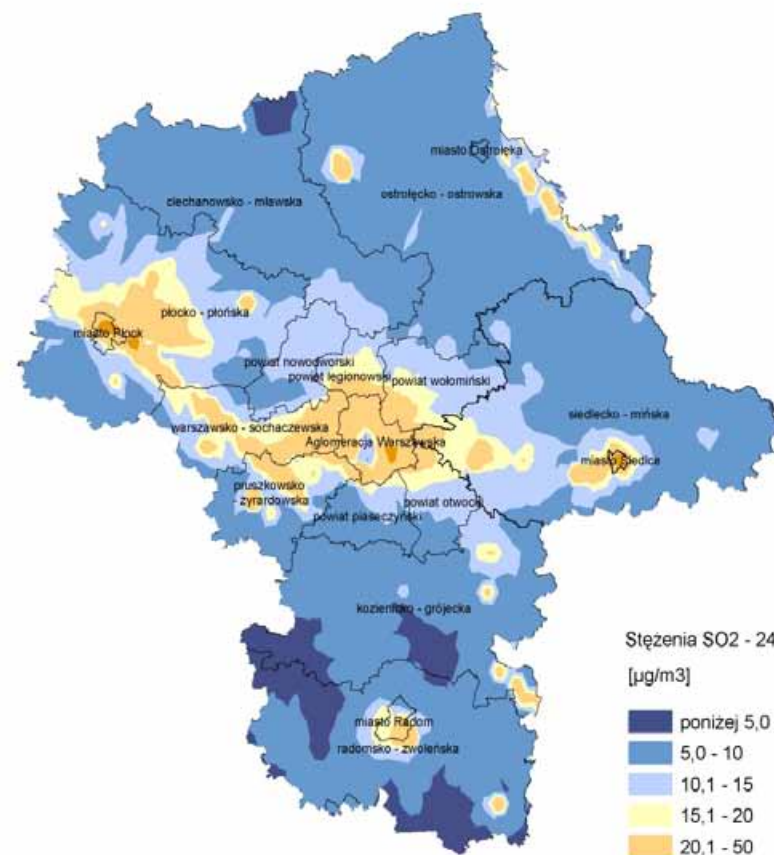 miasto Ostrołęka
ciechanowsko - mławska
ostrołęcko - ostrowska
płocko - płońska
miasto Płock
powiat nowodworski
powiat legionowski
powiat wołomiński
siedlecko - mińska
warszawsko - sochaczewska
Aglomeracja Warszawska
miasto Siedlce
pruszkowsko
- żyrardowska
powiat otwocki
powiat piaseczyński
kozienicko - grójecka
Stężenia SO2 - 24
[µg/m3]
miasto Radom
radomsko - zwoleńska
poniżej 5,0
5,0 - 10
10,1 - 15
15,1 - 20
20,1 - 50